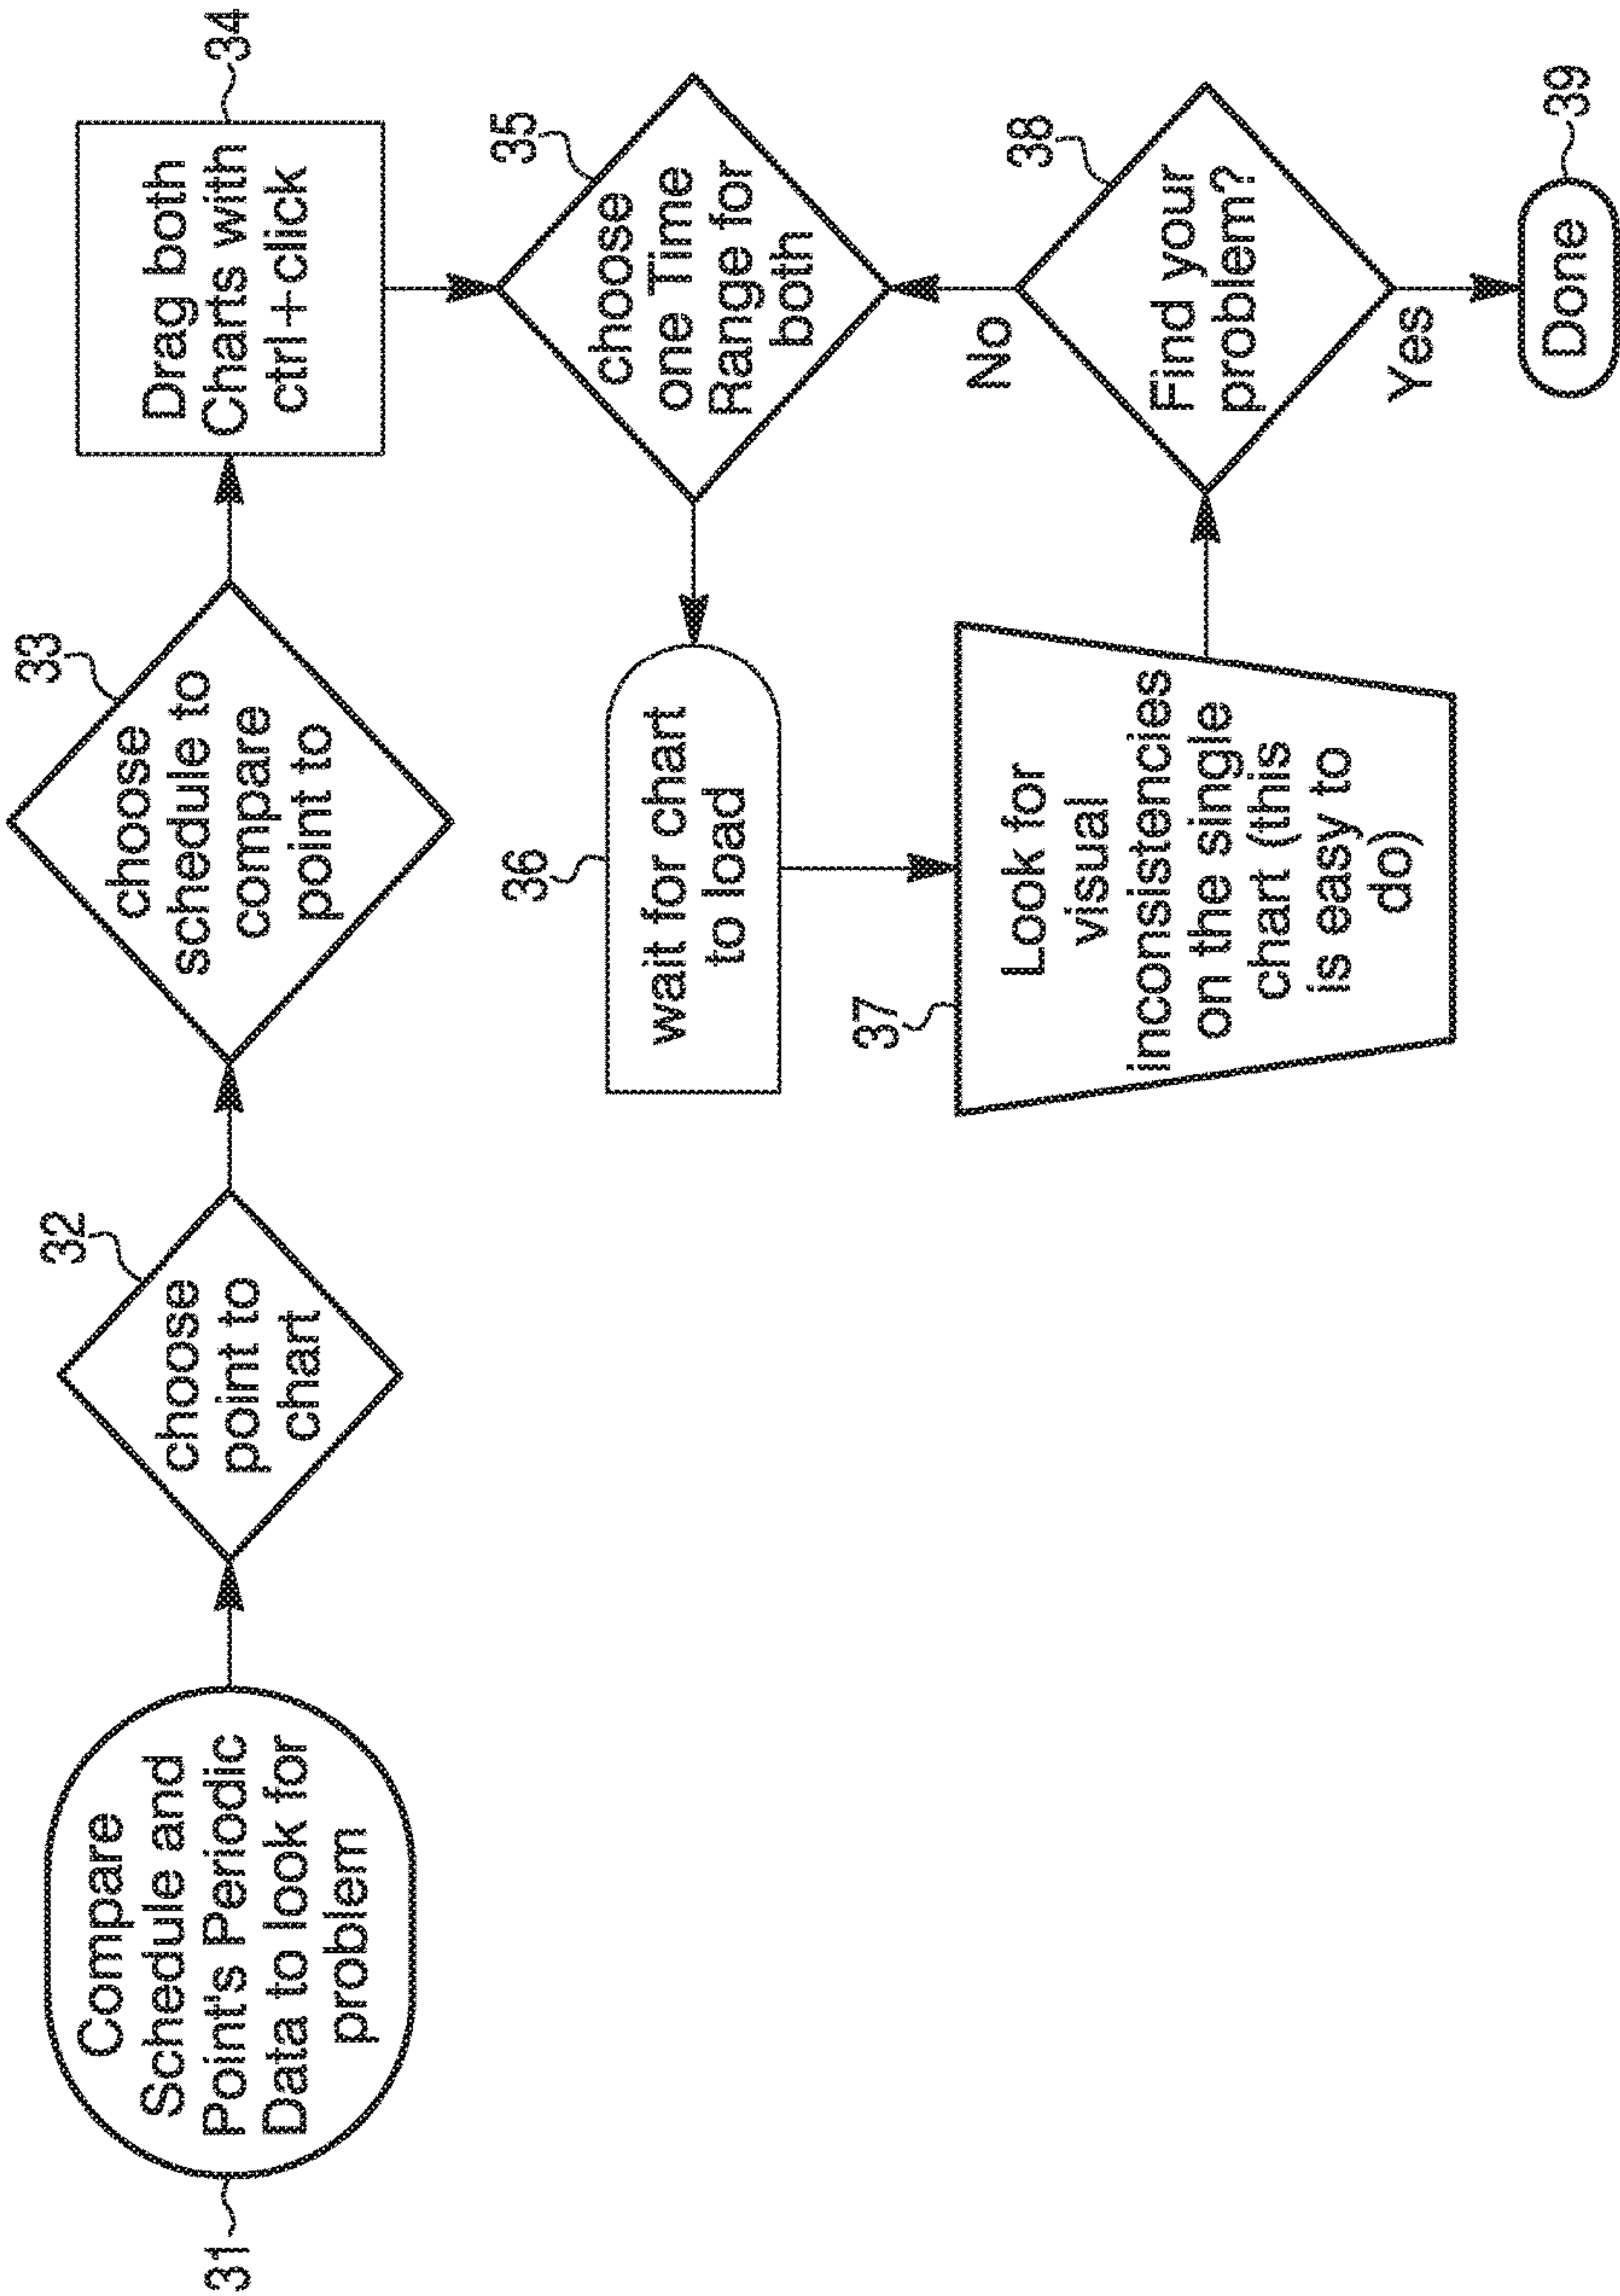 31
Compare
Schedule and
Point's Periodic
Data to look for
problem
32
choose
point to
chart
33
choose
schedule to
compare
point to
34
Drag both
Charts with
ctrl+click
35
choose
one Time
Range for
both
36
wait for chart
to load
37
Look for
visual
inconsistencies
on the single
chart (this
is easy to
do)
38
Find your
problem?
No
Yes
39
Done